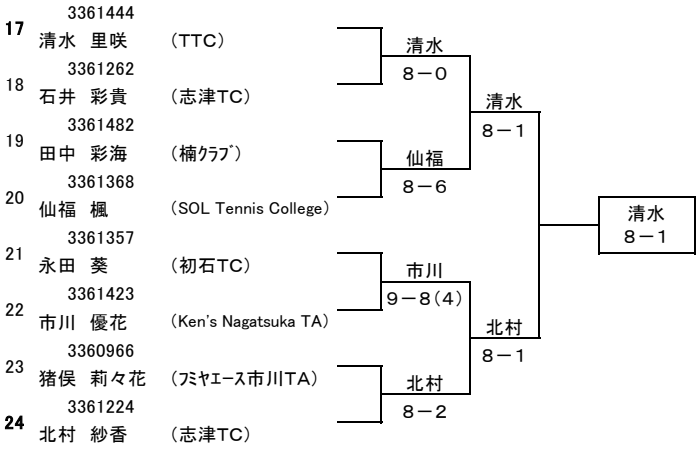 3361444
17 清水 里咲 (TTC)
清水
8－0
3361262
18 石井 彩貴 (志津TC)
清水
8－1
3361482
19 田中 彩海 (楠ｸﾗﾌﾞ)
仙福
8－6
3361368
20 仙福 楓 (SOL Tennis College)
清水
8－1
3361357
21 永田 葵 (初石TC)
市川
9－8(4)
3361423
22 市川 優花 (Ken's Nagatsuka TA)
北村
8－1
3360966
23 猪俣 莉々花 (ﾌﾐﾔｴｰｽ市川TA)
北村
8－2
3361224
24 北村 紗香 (志津TC)